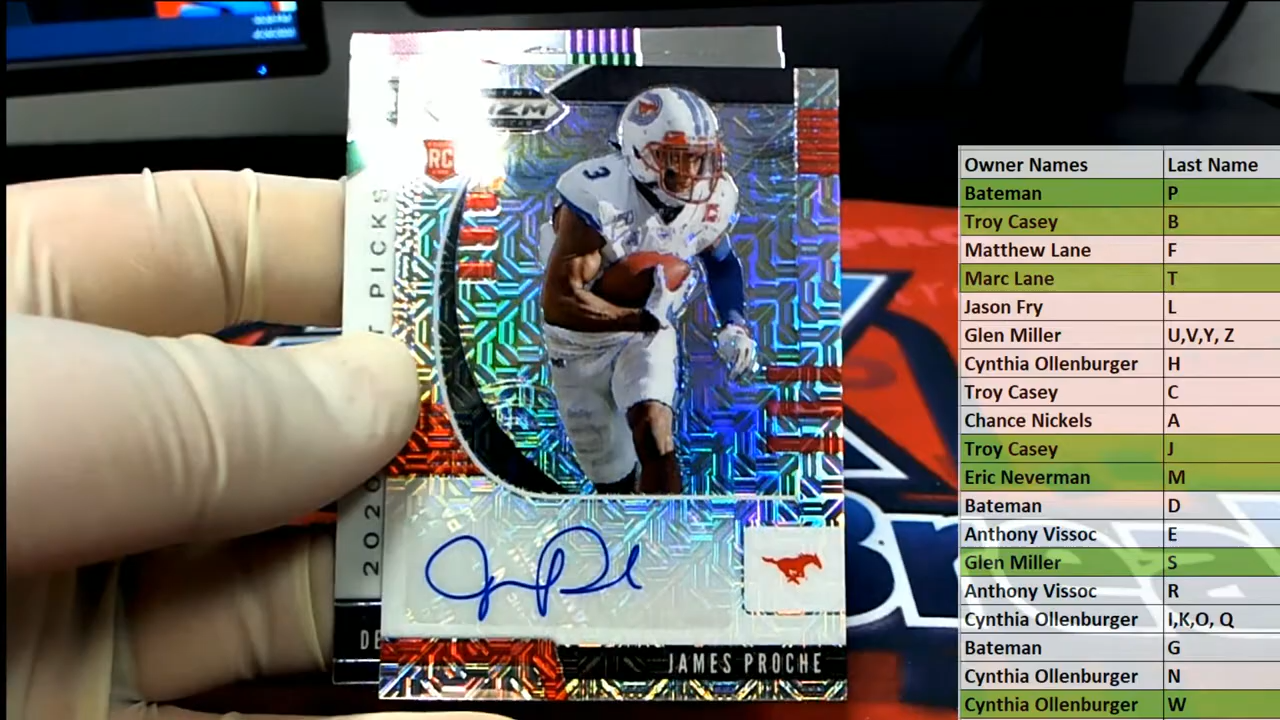 RC
2020
T PICKS
JAMES PROCHE
DE
Owner Names Last Name
Bateman P
Troy Casey B
Matthew Lane F
Marc Lane T
Jason Fry L
Glen Miller U,V,Y, Z
Cynthia Ollenburger H
Troy Casey C
Chance Nickels A
Troy Casey J
Eric Neverman M
Bateman D
Anthony Vissoc E
Glen Miller S
Anthony Vissoc R
Cynthia Ollenburger I,K,O, Q
Bateman G
Cynthia Ollenburger N
Cynthia Ollenburger W